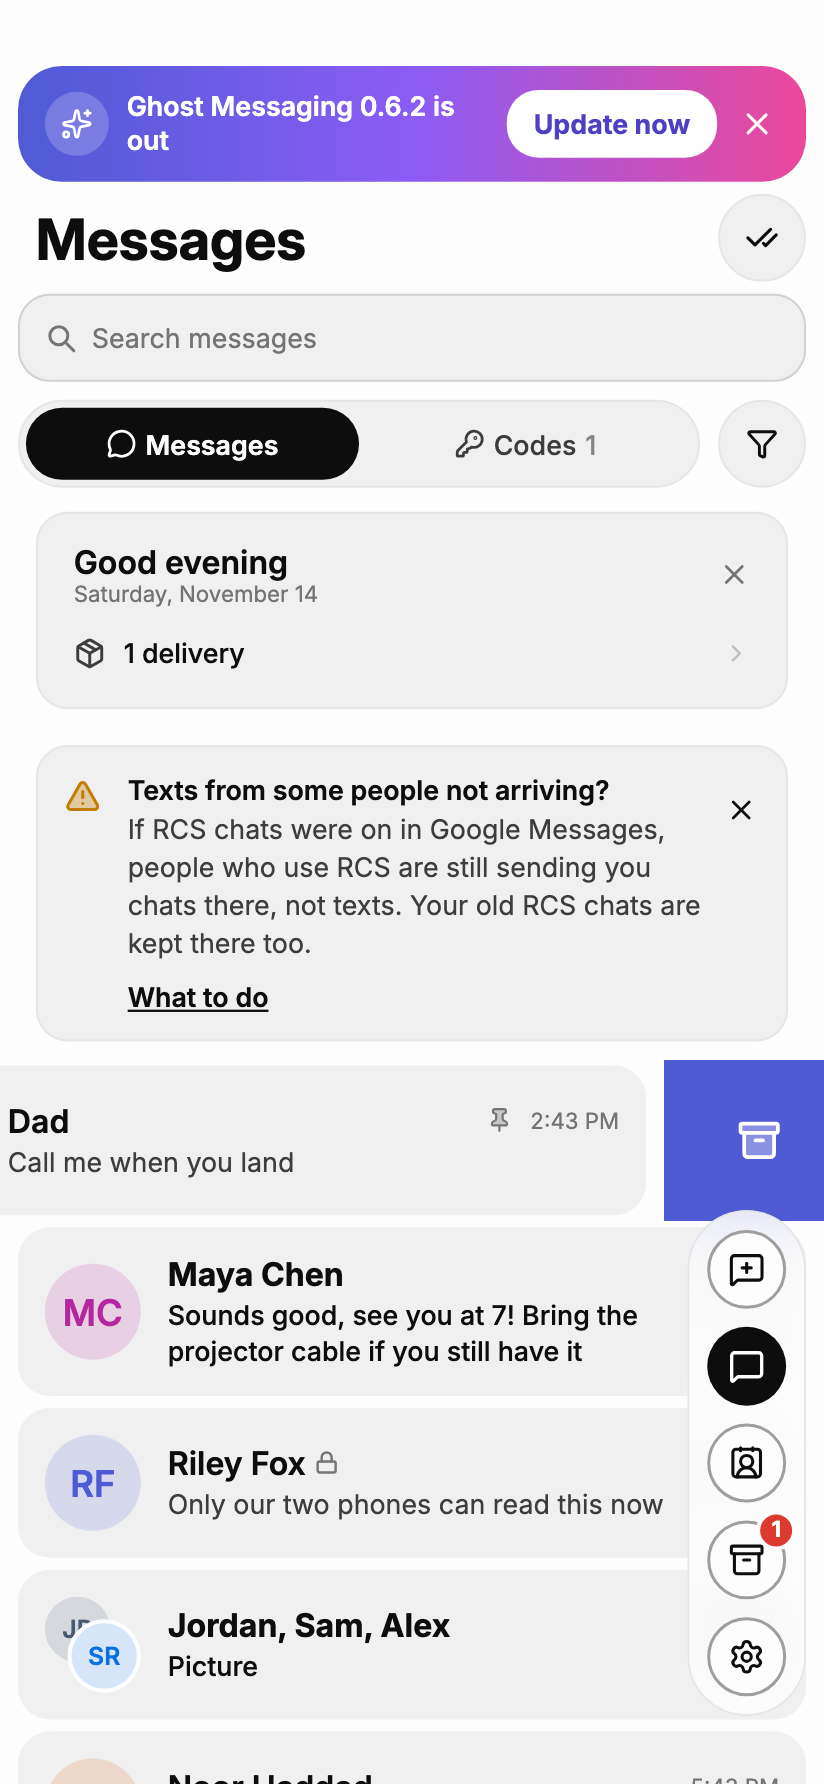 Ghost Messaging 0.6.2 is
out
Update now
Messages
Search messages
Messages
Codes 1
Good evening
Saturday, November 14
1 delivery
Texts from some people not arriving?
If RCS chats were on in Google Messages,
people who use RCS are still sending you
chats there, not texts. Your old RCS chats are
kept there too.
What to do
Dad
2:43 PM
Call me when you land
MC
Maya Chen
Sounds good, see you at 7! Bring the
projector cable if you still have it
RF
Riley Fox
Only our two phones can read this now
1
SR
Jordan, Sam, Alex
Picture